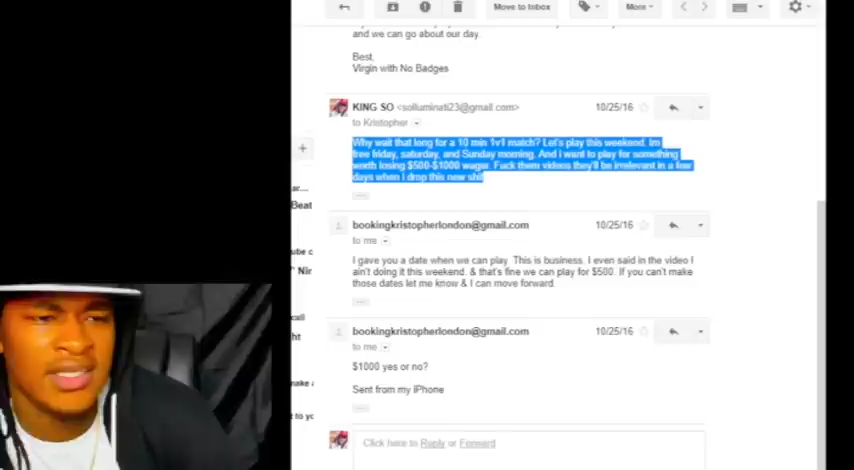 Move to Inbox
More
and we can go about our day.
Best,
Virgin with No Badges
KING SO <solluminati23@gmail.com> 10/25/16
to Kristopher
Why wait that long for a 10 min 1v1 match? Let's play this weekend. Im
free friday, saturday, and Sunday morning. And I want to play for something
worth losing $500-$1000 wager. Fuck them videos they'll be irrelevant in a few
days when I drop this new shit
ar...
Beat
bookingkristopherlondon@gmail.com 10/25/16
to me
ube c
I gave you a date when we can play. This is business. I even said in the video I
" Nir
ain't doing it this weekend. & that's fine we can play for $500. If you can't make
those dates let me know & I can move forward.
call
bookingkristopherlondon@gmail.com 10/25/16
ht
to me
$1000 yes or no?
make a
Sent from my iPhone
t to yo
Click here to Reply or Forward